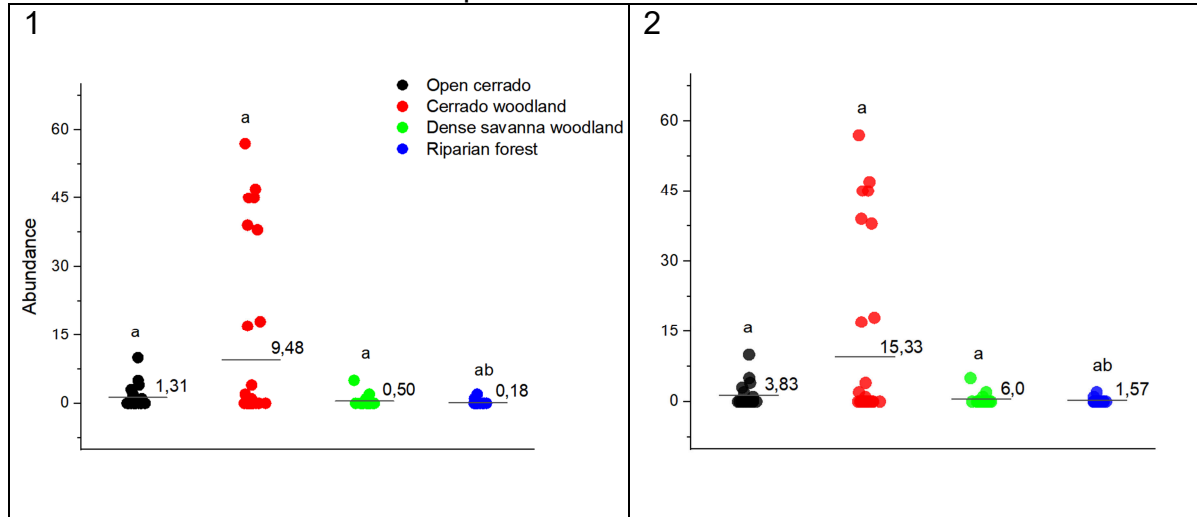 1
Open cerrado
Cerrado woodland
Dense savanna woodland
Riparian forest
Abundance
60
45
30
15
0
a
1,31
a
9,48
a
0,50
ab
0,18
2
60
45
30
15
0
a
3,83
a
15,33
a
6,0
ab
1,57